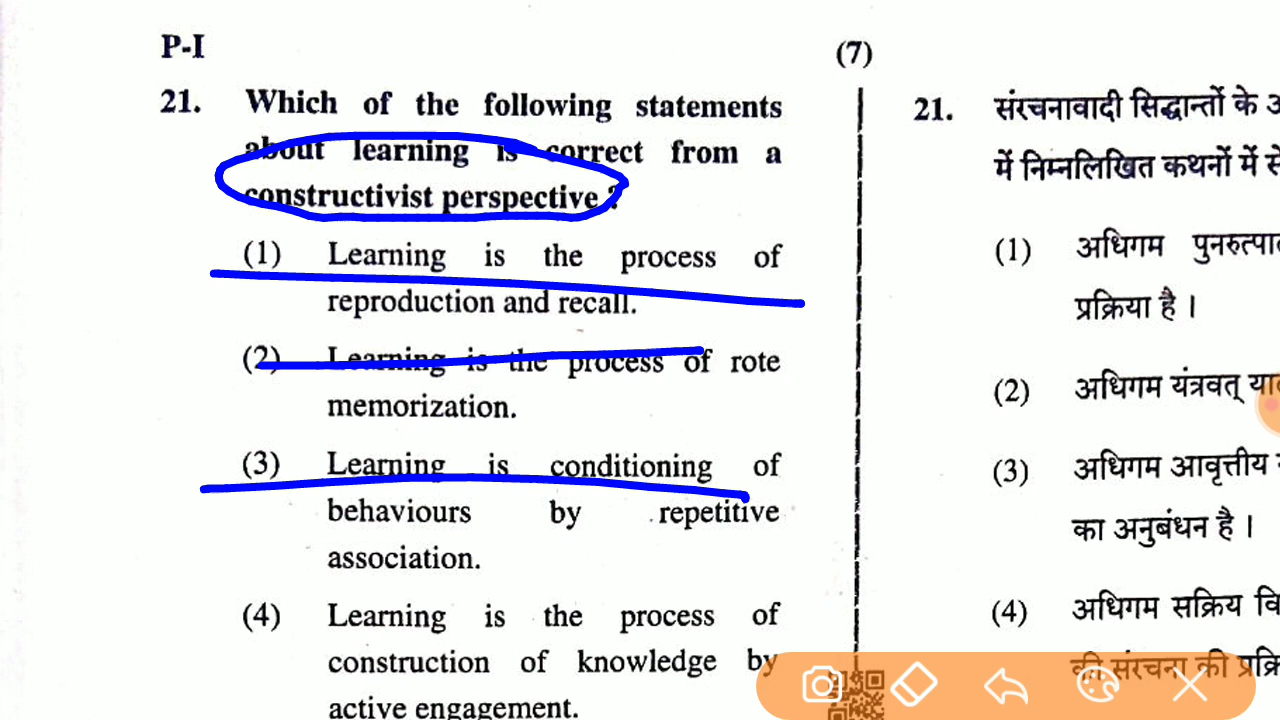 P-I
(7)
21. Which of the following statements
about learning is correct from a
constructivist perspective ?
(1) Learning is the process of
reproduction and recall.
(2) Learning is the process of rote
memorization.
(3) Learning is conditioning of
behaviours by repetitive
association.
(4) Learning is the process of
construction of knowledge by
active engagement.
21. संरचनावादी सिद्धान्तों के
में निम्नलिखित कथनों में
(1) अधिगम
प्रक्रिया है ।
(2) अधिगम यंत्रवत्
(3) अधिगम आवृत्तीय
का अनुबंधन है ।
(4) अधिगम सक्रिय
की संरचना की